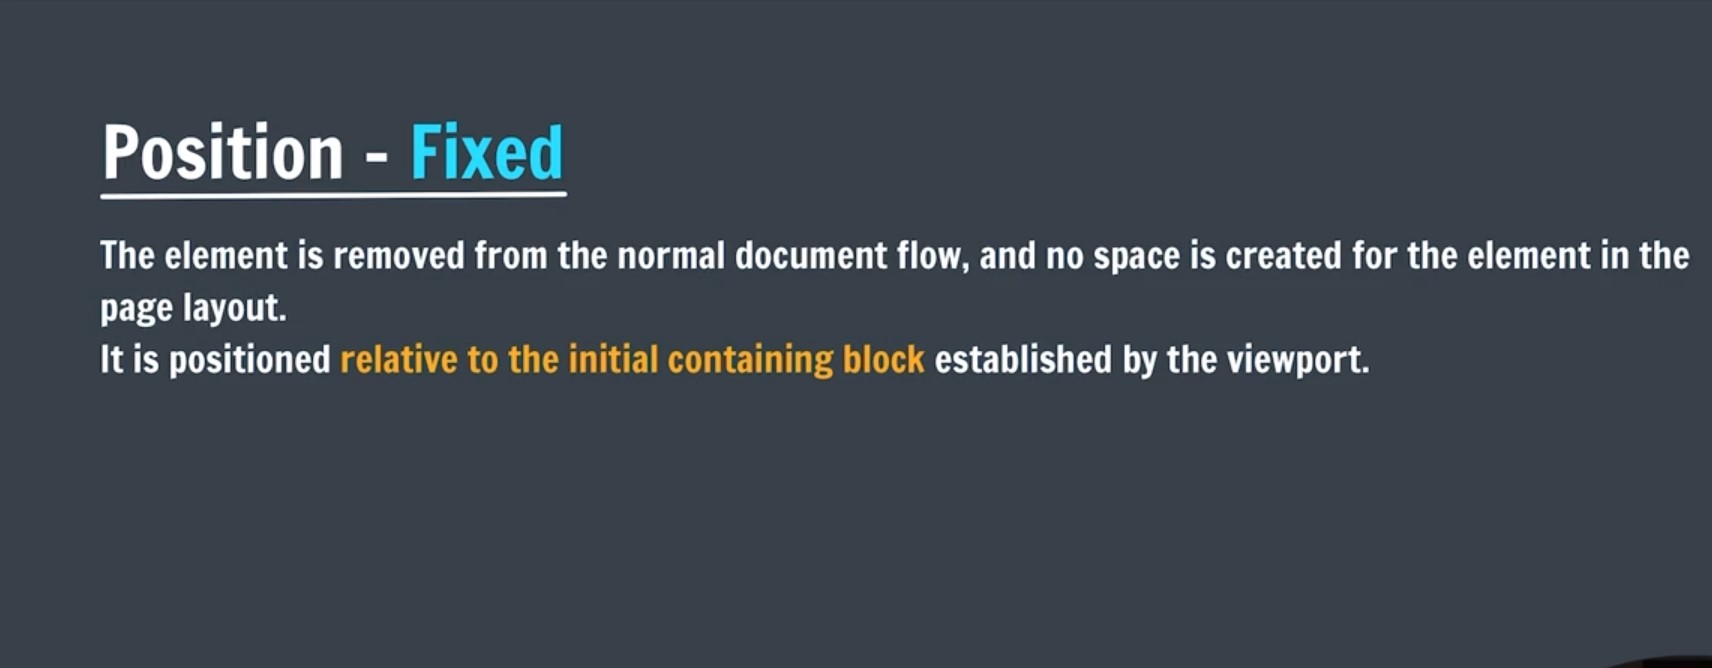 Position - Fixed
The element is removed from the normal document flow, and no space is created for the element in the
page layout.
It is positioned relative to the initial containing block established by the viewport.